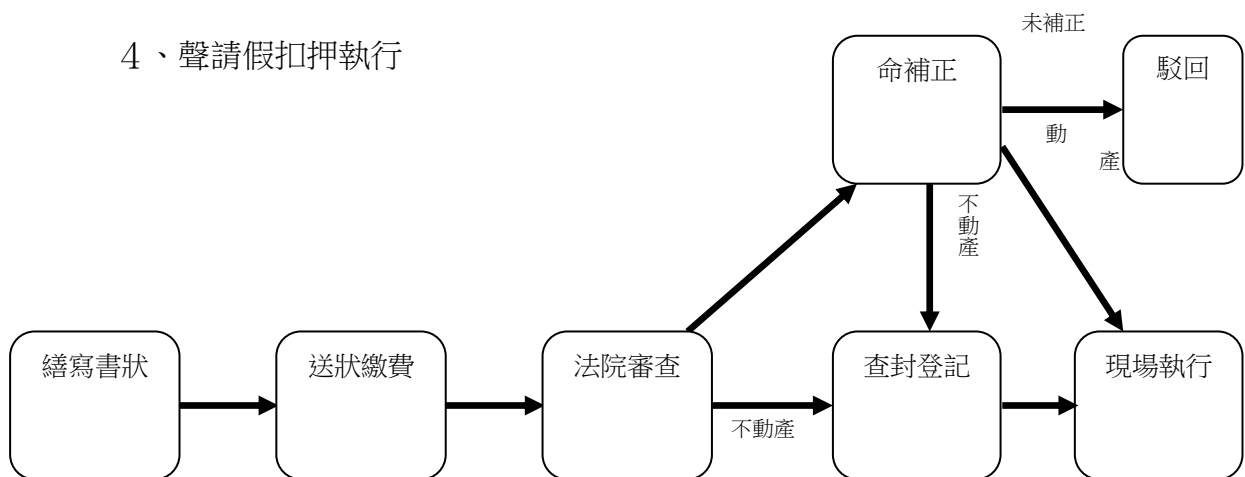 ４、聲請假扣押執行
未補正
命補正
駁回
動
產
不動產
繕寫書狀
送狀繳費
法院審查
查封登記
現場執行
不動產